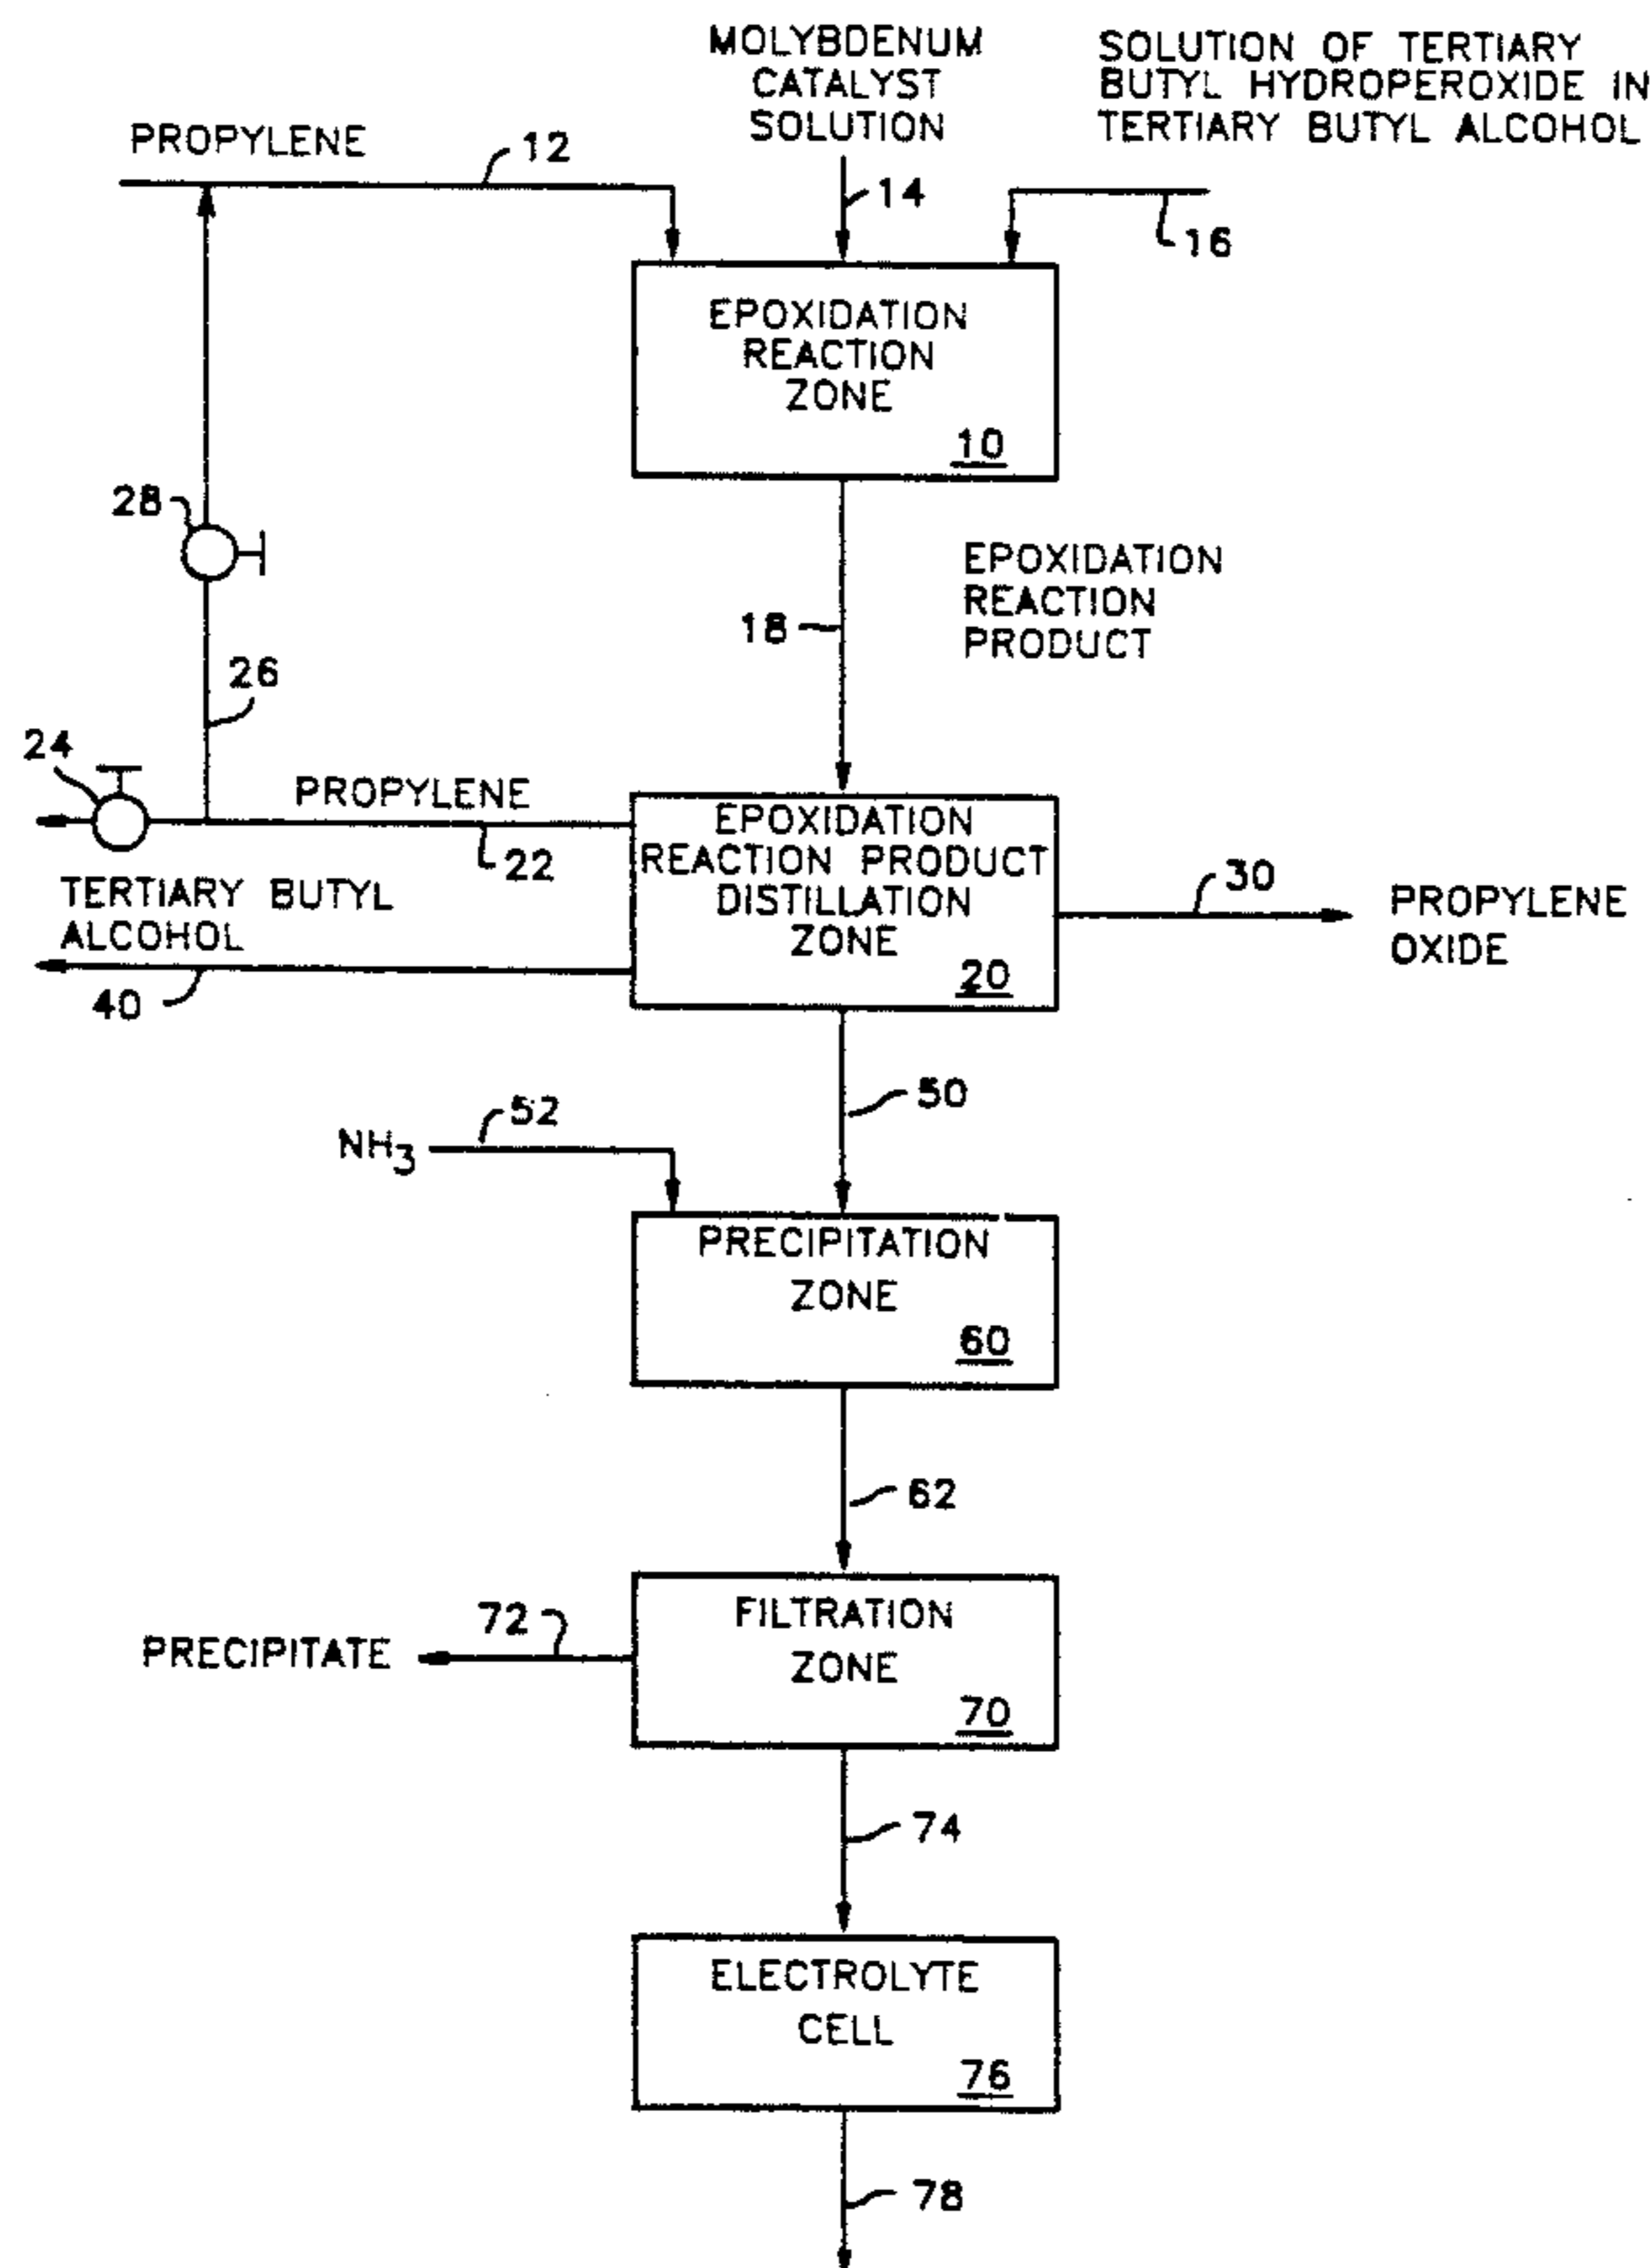 MOLYBDENUM
CATALYST
SOLUTION
SOLUTION OF TERTIARY
BUTYL HYDROPEROXIDE IN
TERTIARY BUTYL ALCOHOL
PROPYLENE
12
14
16
EPOXIDATION
REACTION
ZONE
10
28
EPOXIDATION
REACTION
PRODUCT
18
26
24
PROPYLENE
22
EPOXIDATION
REACTION PRODUCT
DISTILLATION
ZONE
20
30
PROPYLENE
OXIDE
TERTIARY BUTYL
ALCOHOL
40
50
52
NH3
PRECIPITATION
ZONE
60
62
FILTRATION
ZONE
70
72
PRECIPITATE
74
ELECTROLYTE
CELL
76
78